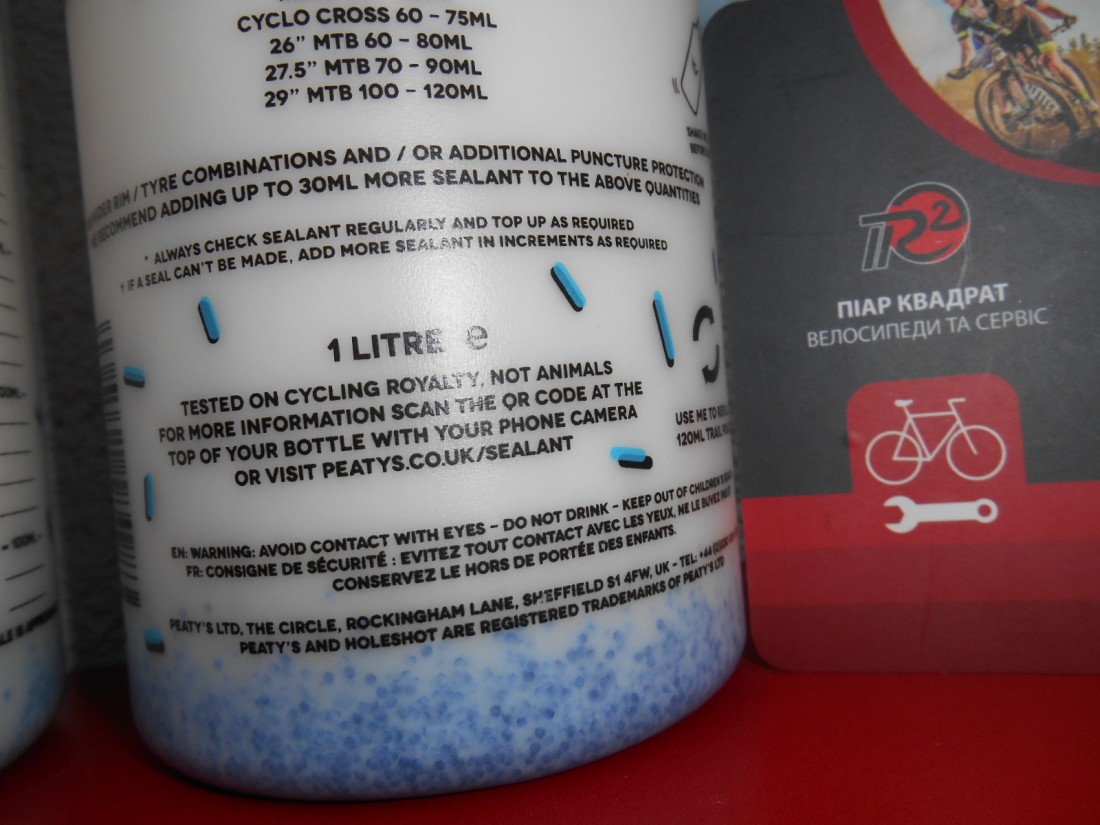 CYCLO CROSS 60 – 75ML
26” MTB 60 – 80ML
27.5” MTB 70 – 90ML
29” MTB 100 – 120ML
RIM / TYRE COMBINATIONS AND / OR ADDITIONAL PUNCTURE PROTECTION
RECOMMEND ADDING UP TO 30ML MORE SEALANT TO THE ABOVE QUANTITIES
* ALWAYS CHECK SEALANT REGULARLY AND TOP UP AS REQUIRED
† IF A SEAL CAN'T BE MADE, ADD MORE SEALANT IN INCREMENTS AS REQUIRED
1 LITRE ℮
TESTED ON CYCLING ROYALTY, NOT ANIMALS
FOR MORE INFORMATION SCAN THE QR CODE AT THE
TOP OF YOUR BOTTLE WITH YOUR PHONE CAMERA
OR VISIT PEATYS.CO.UK/SEALANT
USE ME TO
120ML TRAIL
EN: WARNING: AVOID CONTACT WITH EYES – DO NOT DRINK – KEEP OUT OF CHILDREN'S
FR: CONSIGNE DE SÉCURITÉ : EVITEZ TOUT CONTACT AVEC LES YEUX. NE LE BUVEZ
CONSERVEZ LE HORS DE PORTÉE DES ENFANTS.
PEATY'S LTD, THE CIRCLE, ROCKINGHAM LANE, SHEFFIELD S1 4FW, UK – TEL: +44
PEATY'S AND HOLESHOT ARE REGISTERED TRADEMARKS OF PEATY'S LTD
ПR2
ПІАР КВАДРАТ
ВЕЛОСИПЕДИ ТА СЕРВІС